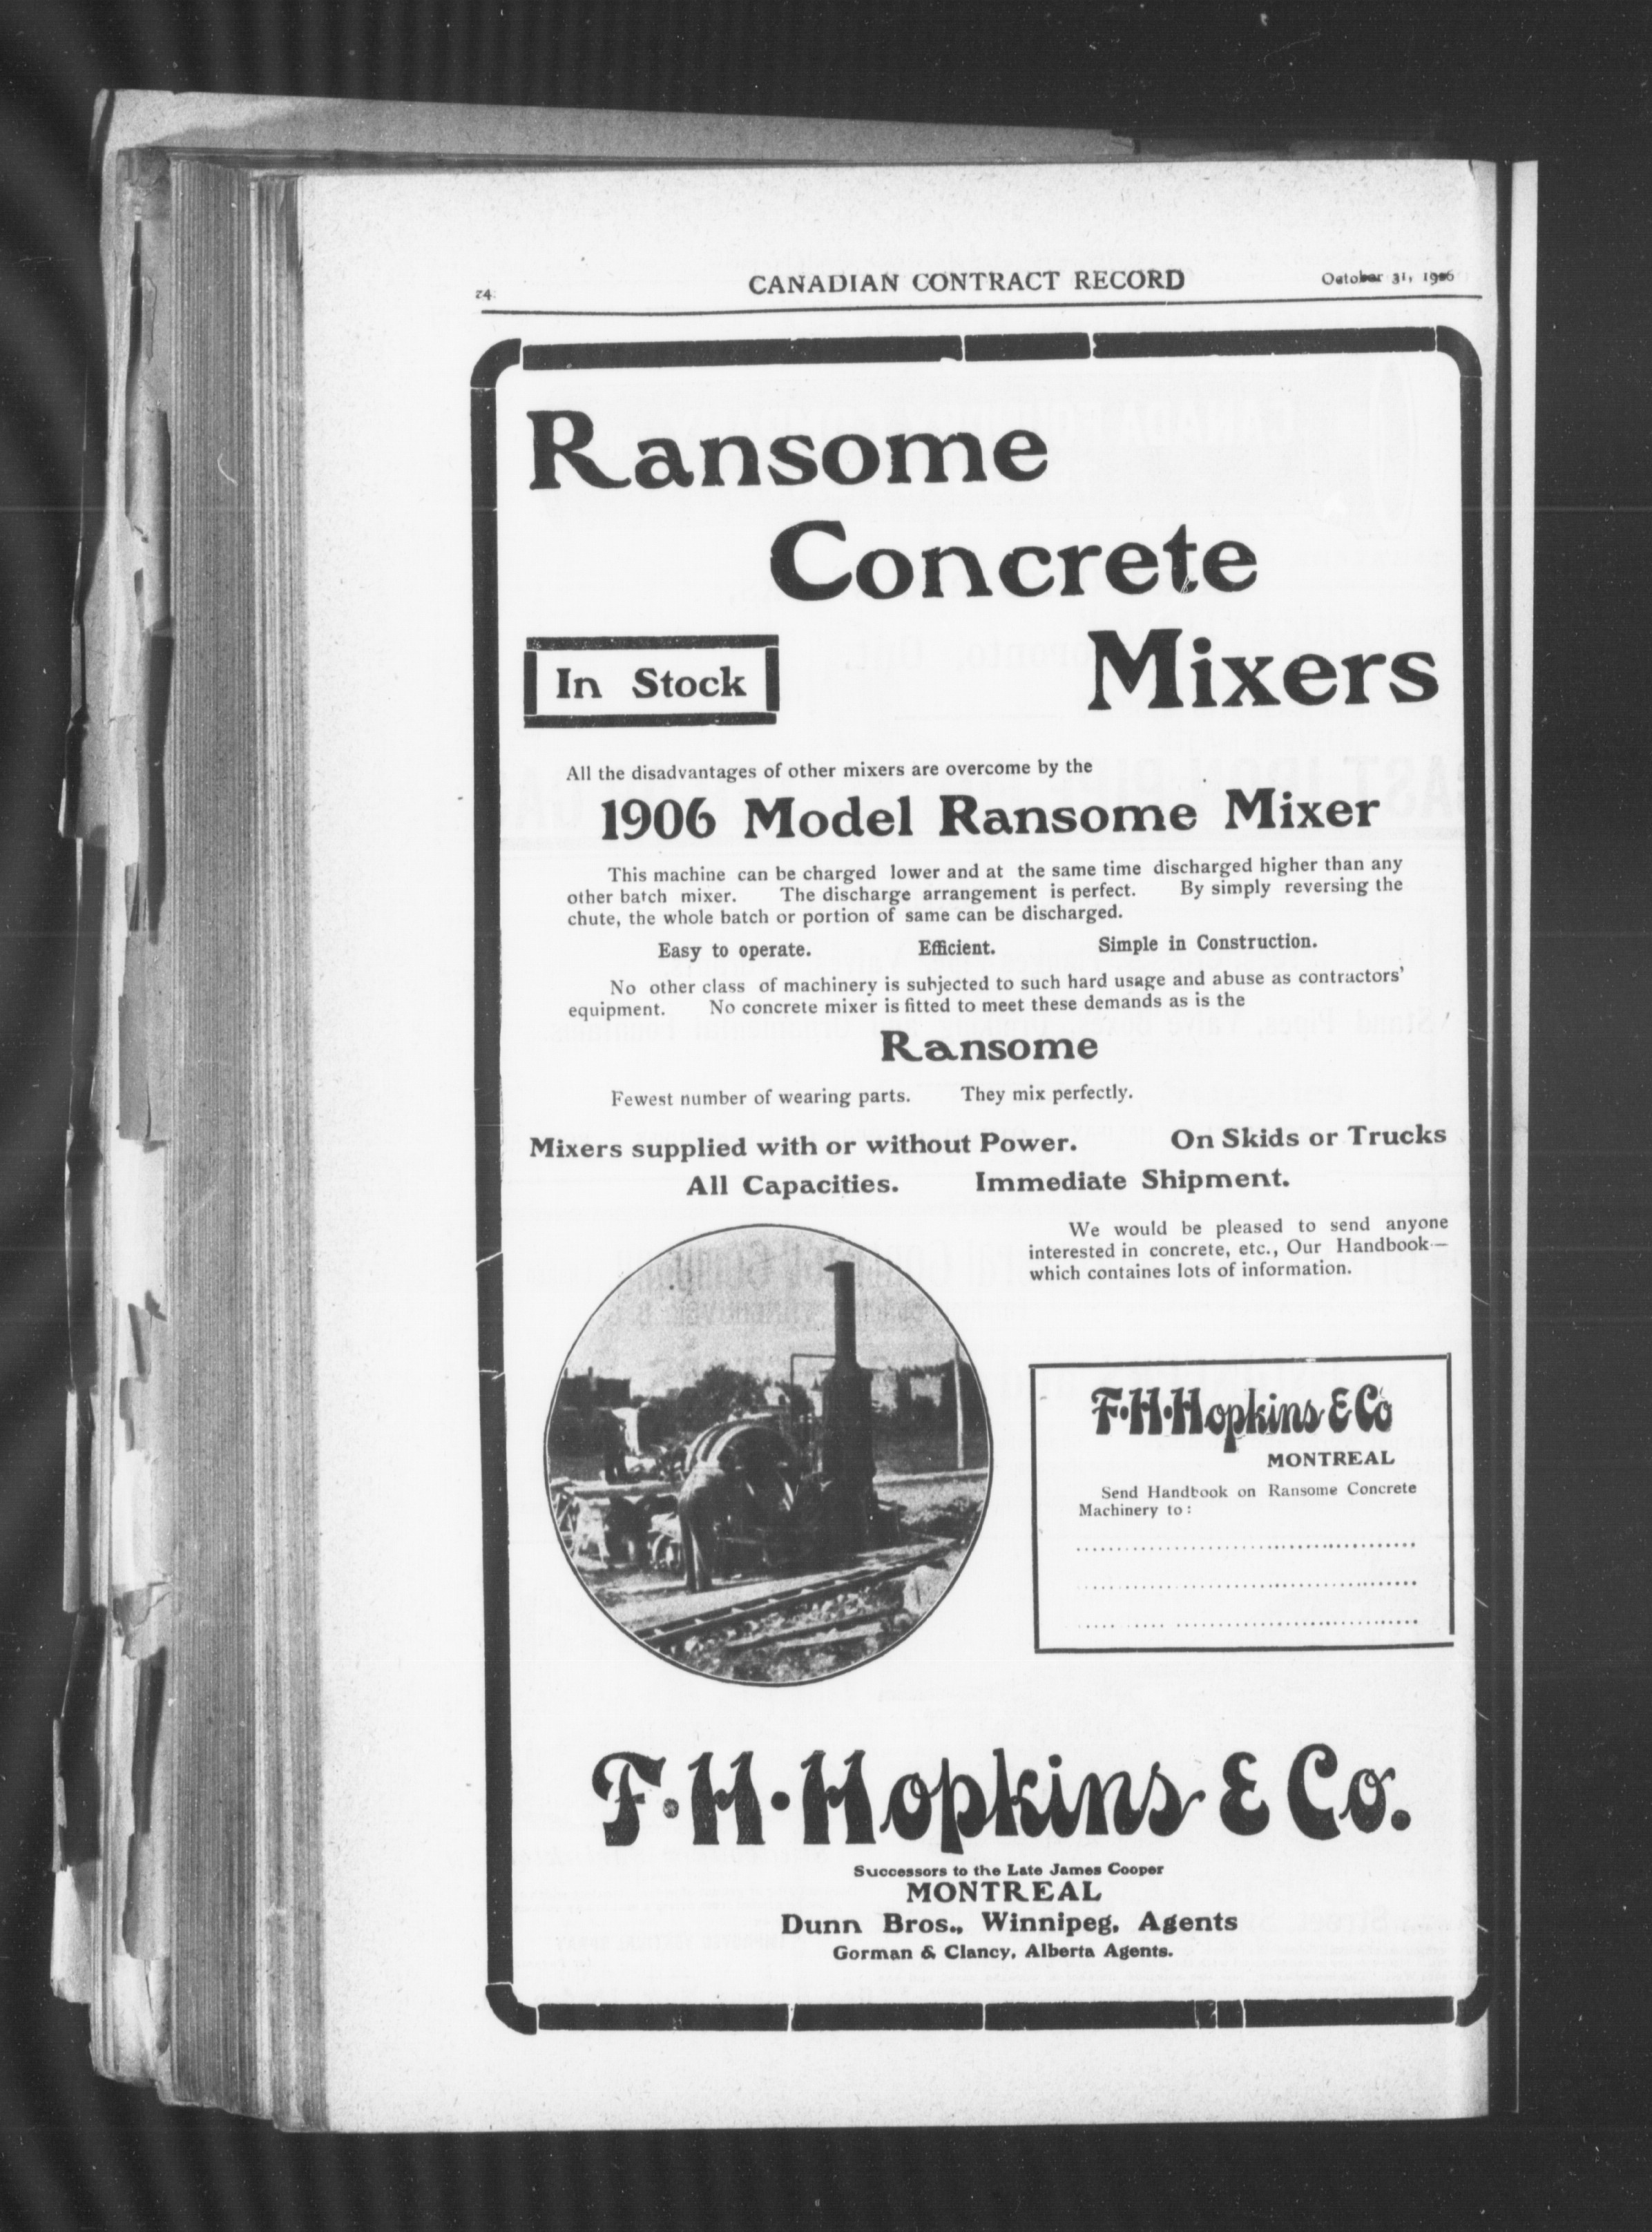 24
CANADIAN CONTRACT RECORD
October 31, 1906
Ransome
Concrete
Mixers
In Stock
All the disadvantages of other mixers are overcome by the
1906 Model Ransome Mixer
This machine can be charged lower and at the same time discharged higher than any
other batch mixer. The discharge arrangement is perfect. By simply reversing the
chute, the whole batch or portion of same can be discharged.
Easy to operate. Efficient. Simple in Construction.
No other class of machinery is subjected to such hard usage and abuse as contractors'
equipment. No concrete mixer is fitted to meet these demands as is the
Ransome
Fewest number of wearing parts. They mix perfectly.
Mixers supplied with or without Power. On Skids or Trucks
All Capacities. Immediate Shipment.
We would be pleased to send anyone
interested in concrete, etc., Our Handbook—
which containes lots of information.
F.H.Hopkins & Co
MONTREAL
Send Handbook on Ransome Concrete
Machinery to:
F.H.Hopkins & Co.
Successors to the Late James Cooper
MONTREAL
Dunn Bros., Winnipeg, Agents
Gorman & Clancy, Alberta Agents.